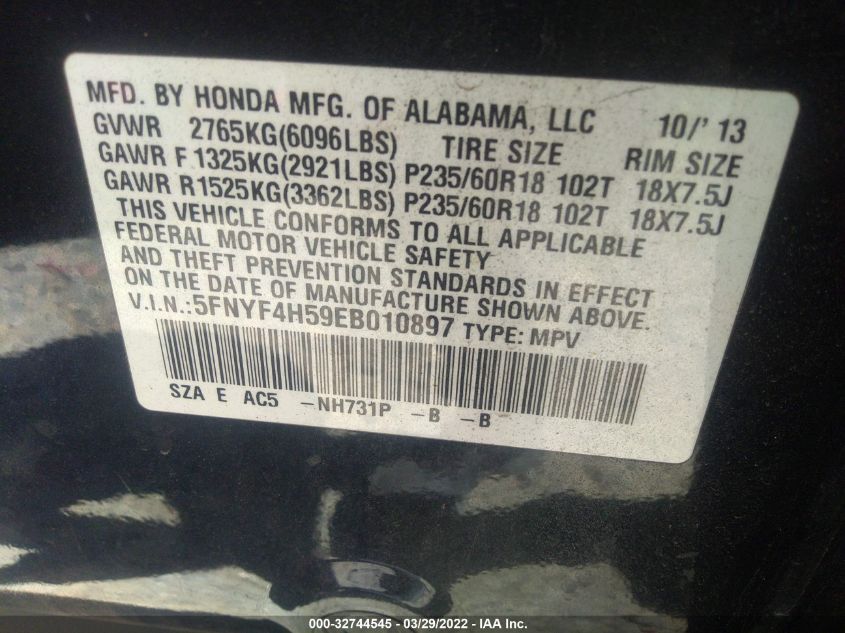 MFD. BY HONDA MFG. OF ALABAMA, LLC 10/' 13
GVWR 2765KG(6096LBS) TIRE SIZE RIM SIZE
GAWR F 1325KG(2921LBS) P235/60R18 102T 18X7.5J
GAWR R1525KG(3362LBS) P235/60R18 102T 18X7.5J
THIS VEHICLE CONFORMS TO ALL APPLICABLE
FEDERAL MOTOR VEHICLE SAFETY
AND THEFT PREVENTION STANDARDS IN EFFECT
ON THE DATE OF MANUFACTURE SHOWN ABOVE.
V.I.N.:5FNYF4H59EB010897 TYPE: MPV
SZA E AC5 -NH731P -B -B
000-32744545 - 03/29/2022 - IAA Inc.